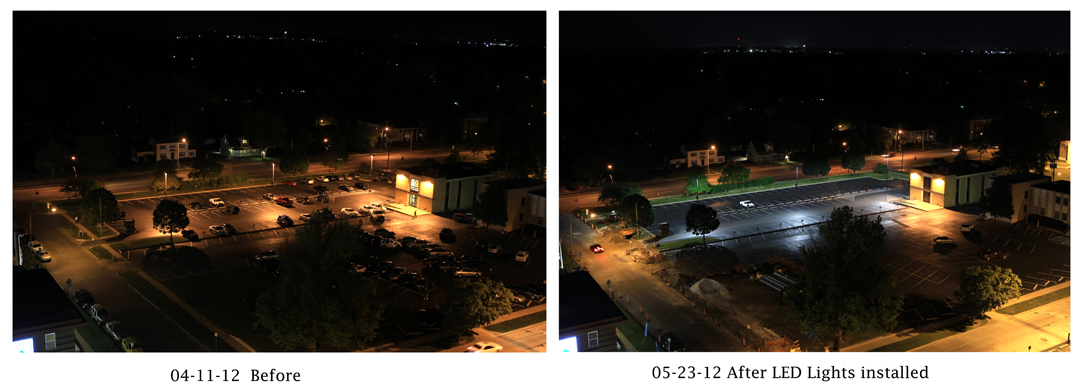 04-11-12 Before
05-23-12 After LED Lights installed